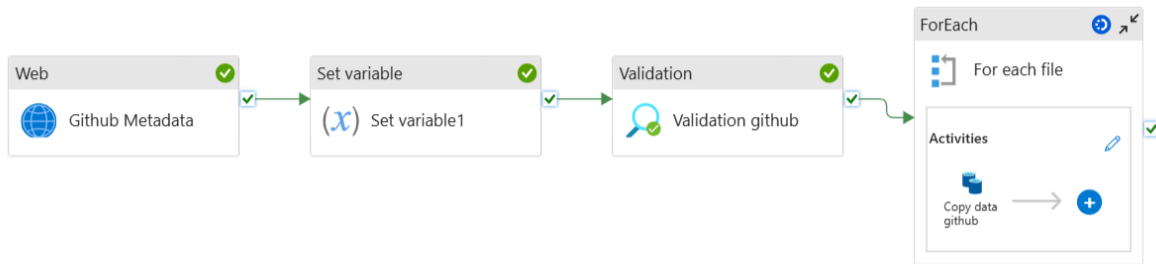 Web
Github Metadata
Set variable
(x) Set variable1
Validation
Validation github
ForEach
For each file
Activities
Copy data
github